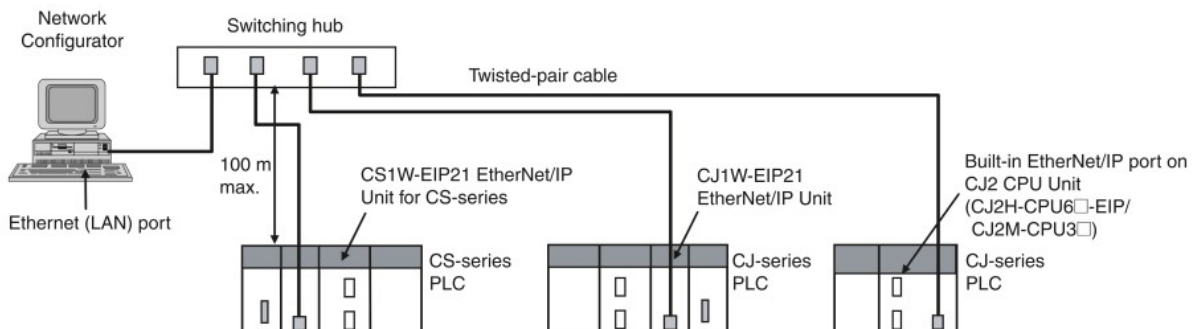 Network
Configurator
Switching hub
Twisted-pair cable
100 m
max.
Ethernet (LAN) port
CS1W-EIP21 EtherNet/IP
Unit for CS-series
CJ1W-EIP21
EtherNet/IP Unit
Built-in EtherNet/IP port on
CJ2 CPU Unit
(CJ2H-CPU6□-EIP/
CJ2M-CPU3□)
CS-series
PLC
CJ-series
PLC
CJ-series
PLC